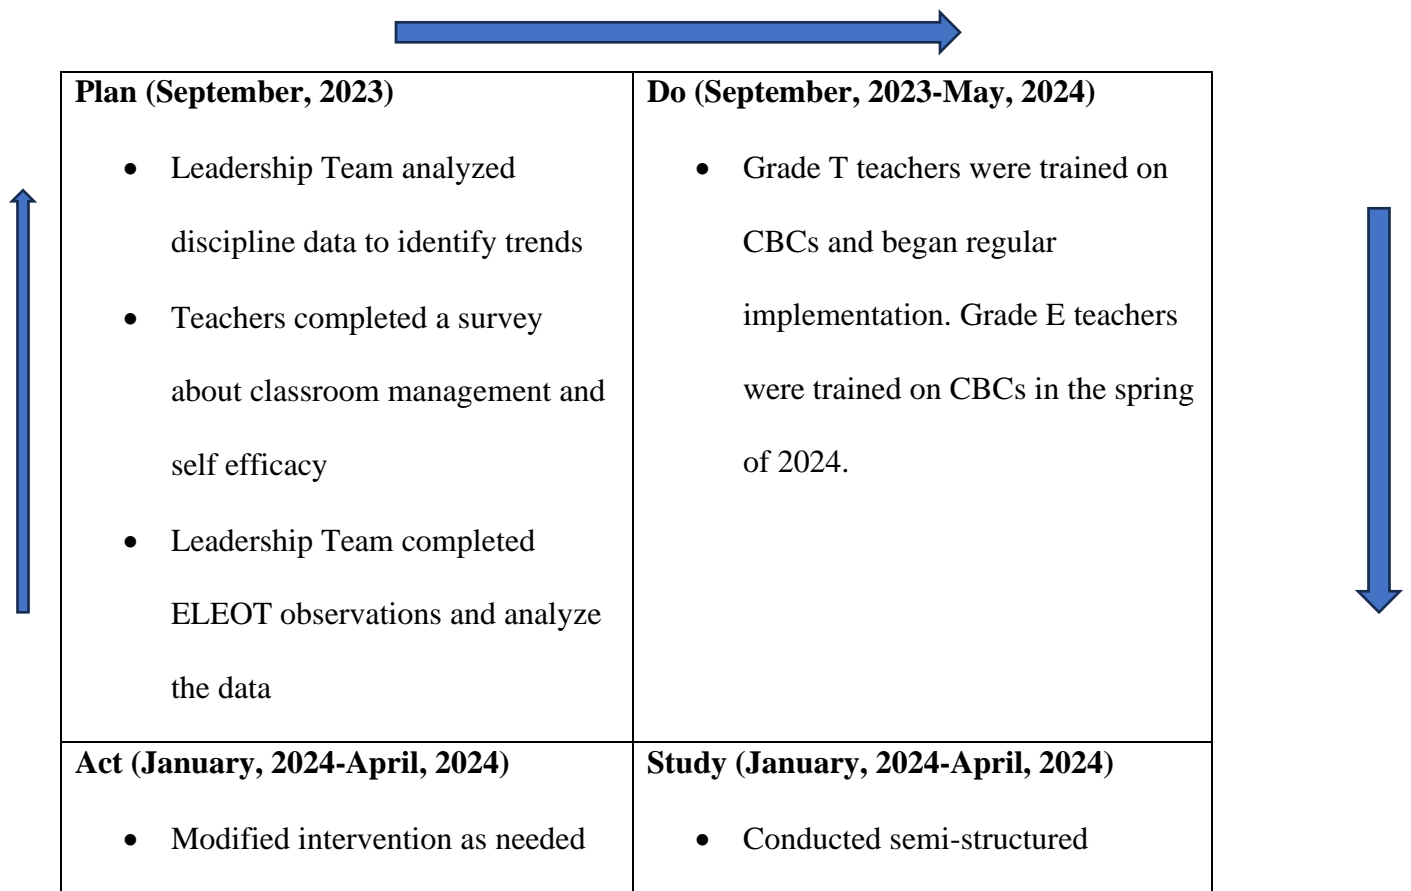 Plan (September, 2023)
• Leadership Team analyzed
discipline data to identify trends
• Teachers completed a survey
about classroom management and
self efficacy
• Leadership Team completed
ELEOT observations and analyze
the data
Do (September, 2023-May, 2024)
• Grade T teachers were trained on
CBCs and began regular
implementation. Grade E teachers
were trained on CBCs in the spring
of 2024.
Act (January, 2024-April, 2024)
• Modified intervention as needed
Study (January, 2024-April, 2024)
• Conducted semi-structured